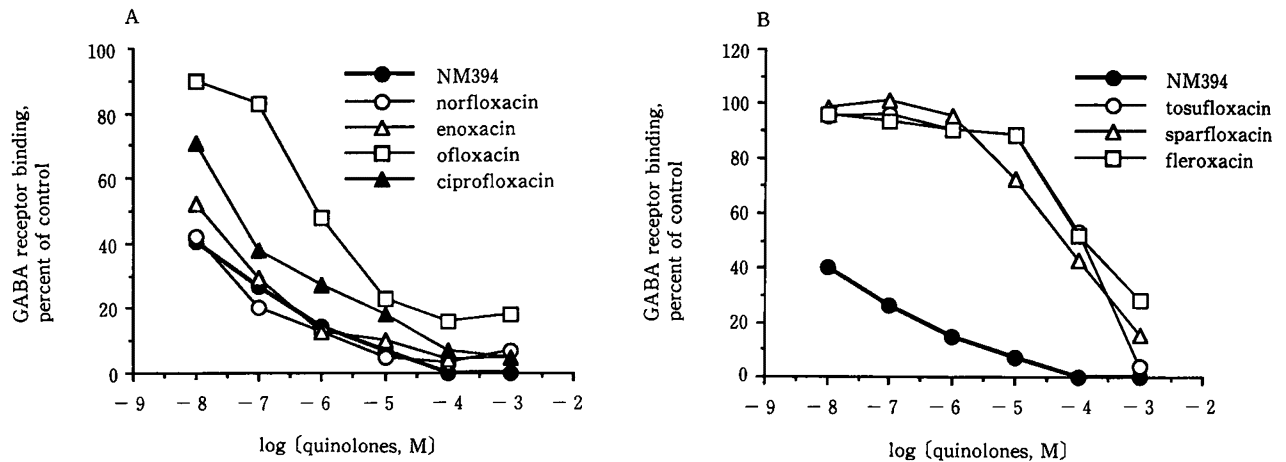 A
GABA receptor binding,
percent of control
100
80
60
40
20
0
－9
－8
－7
－6
－5
－4
－3
－2
log〔quinolones, M〕
NM394
norfloxacin
enoxacin
ofloxacin
ciprofloxacin
B
GABA receptor binding,
percent of control
120
100
80
60
40
20
0
－9
－8
－7
－6
－5
－4
－3
－2
log〔quinolones, M〕
NM394
tosufloxacin
sparfloxacin
fleroxacin